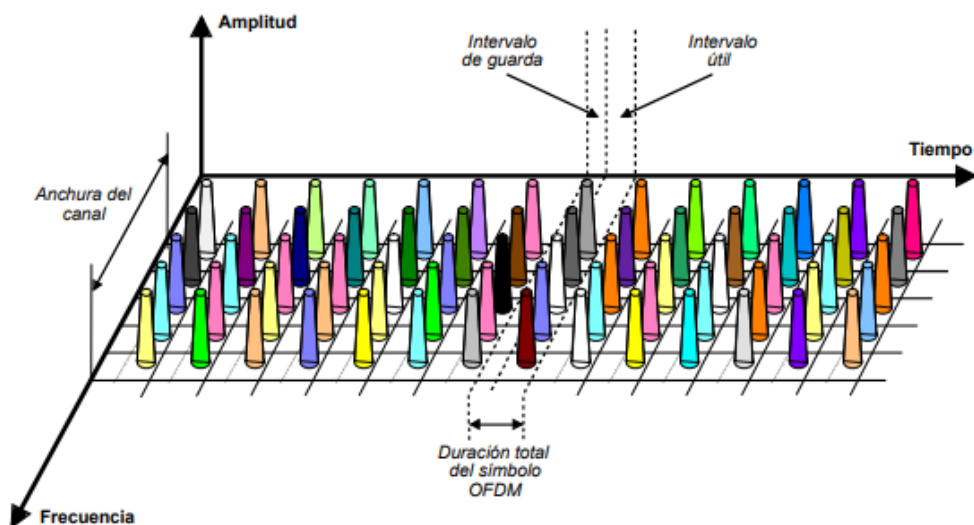 Amplitud
Intervalo
de guarda
Intervalo
útil
Tiempo
Anchura del
canal
Duración total
del símbolo
OFDM
Frecuencia